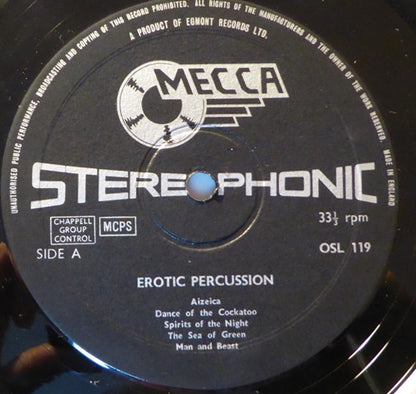 UNAUTHORISED PUBLIC PERFORMANCE, BROADCASTING AND COPYING OF THIS RECORD PROHIBITED. ALL RIGHTS OF THE MANUFACTURERS AND THE OWNER OF THE WORK RESERVED. MADE IN ENGLAND
A PRODUCT OF EGMONT RECORDS LTD.
MECCA
STEREOPHONIC
CHAPPELL
GROUP
CONTROL
MCPS
33⅓ rpm
SIDE A
OSL 119
EROTIC PERCUSSION
Aizeica
Dance of the Cockatoo
Spirits of the Night
The Sea of Green
Man and Beast